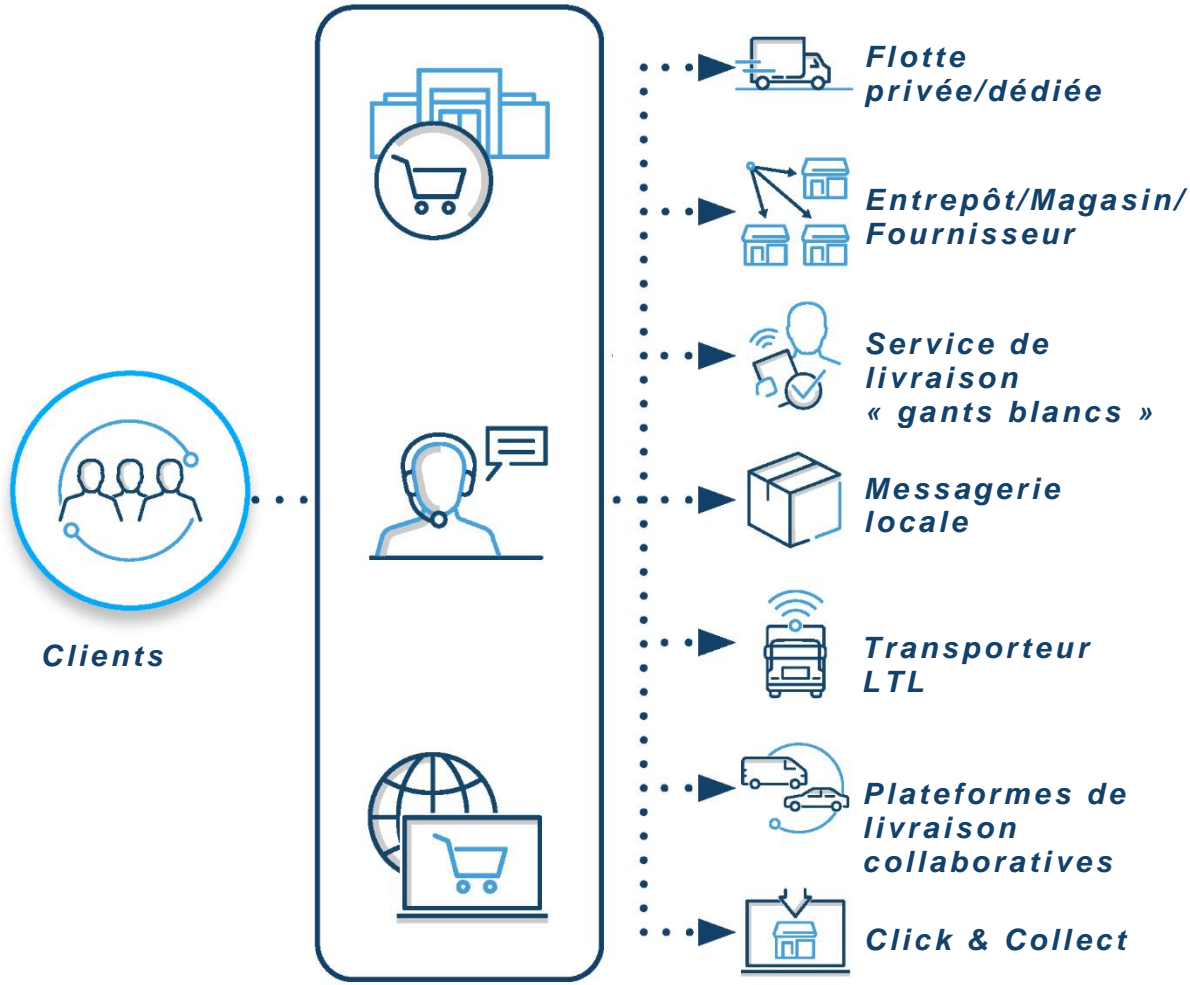 Flotte
privée/dédiée
Entrepôt/Magasin/
Fournisseur
Service de
livraison
« gants blancs »
Messagerie
locale
Clients
Transporteur
LTL
Plateformes de
livraison
collaboratives
Click & Collect